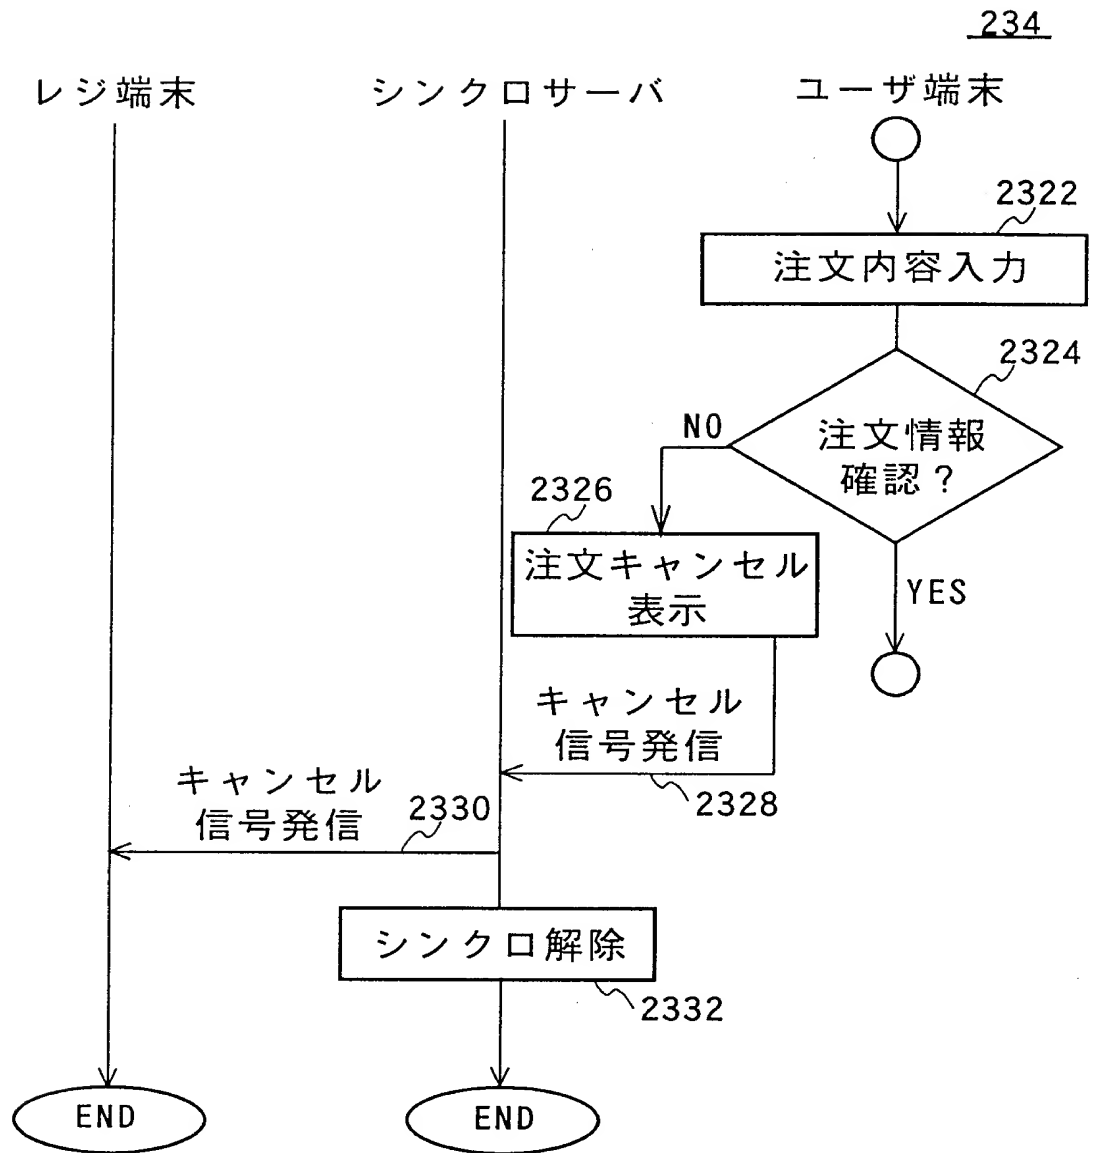 234
レジ端末
シンクロサーバ
ユーザ端末
2322
注文内容入力
2324
注文情報
確認?
NO
2326
注文キャンセル
表示
YES
キャンセル
信号発信
2328
キャンセル
信号発信
2330
シンクロ解除
2332
END
END